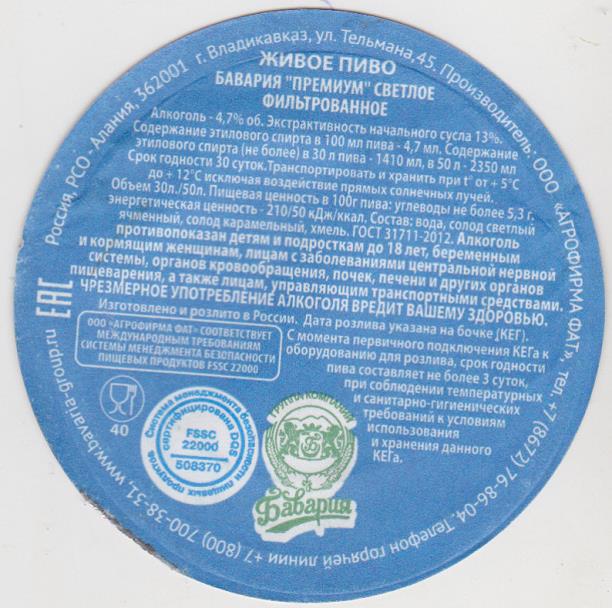 Россия, РСО - Алания, 362001 г. Владикавказ, ул. Тельмана,45. Производитель: ООО «АГРОФИРМА ФАТ», тел. +7 (8672) 76-86-04, Телефон горячей линии +7 (800) 700-38-31, www.bavaria-group.ru
ЖИВОЕ ПИВО
БАВАРИЯ "ПРЕМИУМ" СВЕТЛОЕ
ФИЛЬТРОВАННОЕ
Алкоголь - 4,7% об. Экстрактивность начального сусла 13%.
Содержание этилового спирта в 100 мл пива - 4,7 мл. Содержание
этилового спирта (не более) в 30 л пива - 1410 мл, в 50 л - 2350 мл
Срок годности 30 суток.Транспортировать и хранить при t° от + 5°С
до + 12°С исключая воздействие прямых солнечных лучей.
Объем 30л./50л. Пищевая ценность в 100г пива: углеводы не более 5,3 г.
энергетическая ценность - 210/50 кДж/ккал. Состав: вода, солод светлый
ячменный, солод карамельный, хмель. ГОСТ 31711-2012. Алкоголь
противопоказан детям и подросткам до 18 лет, беременным
и кормящим женщинам, лицам с заболеваниями центральной нервной
системы, органов кровообращения, почек, печени и других органов
пищеварения, а также лицам, управляющим транспортными средствами.
ЧРЕЗМЕРНОЕ УПОТРЕБЛЕНИЕ АЛКОГОЛЯ ВРЕДИТ ВАШЕМУ ЗДОРОВЬЮ.
Изготовлено и розлито в России. Дата розлива указана на бочке (КЕГ).
EAC
ООО «АГРОФИРМА ФАТ» СООТВЕТСТВУЕТ
МЕЖДУНАРОДНЫМ ТРЕБОВАНИЯМ
СИСТЕМЫ МЕНЕДЖМЕНТА БЕЗОПАСНОСТИ
ПИЩЕВЫХ ПРОДУКТОВ FSSC 22000
С момента первичного подключения КЕГа к
оборудованию для розлива, срок годности
пива составляет не более 3 суток,
при соблюдении температурных
и санитарно-гигиенических
требований к условиям
использования
и хранения данного
КЕГа.
40
Система менеджмента безопасности пищевых продуктов
сертифицирована DQS
FSSC
22000
508370
ГРУППА КОМПАНИЙ
Бавария